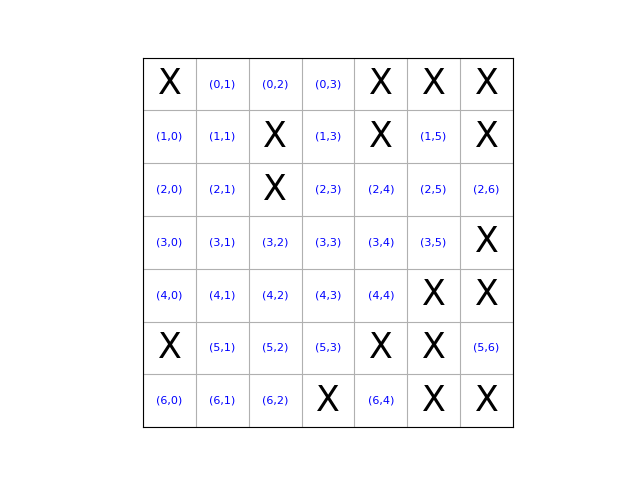 X (0,1) (0,2) (0,3) X X X
(1,0) (1,1) X (1,3) X (1,5) X
(2,0) (2,1) X (2,3) (2,4) (2,5) (2,6)
(3,0) (3,1) (3,2) (3,3) (3,4) (3,5) X
(4,0) (4,1) (4,2) (4,3) (4,4) X X
X (5,1) (5,2) (5,3) X X (5,6)
(6,0) (6,1) (6,2) X (6,4) X X